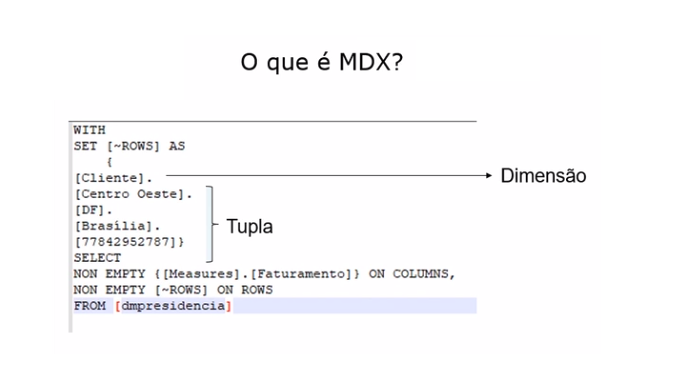 O que é MDX?
WITH
SET [~ROWS] AS
{
[Cliente].
Dimensão
[Centro Oeste].
[DF].
[Brasília].
Tupla
[77842952787]}
SELECT
NON EMPTY {[Measures].[Faturamento]} ON COLUMNS,
NON EMPTY [~ROWS] ON ROWS
FROM [dmpresidencia]